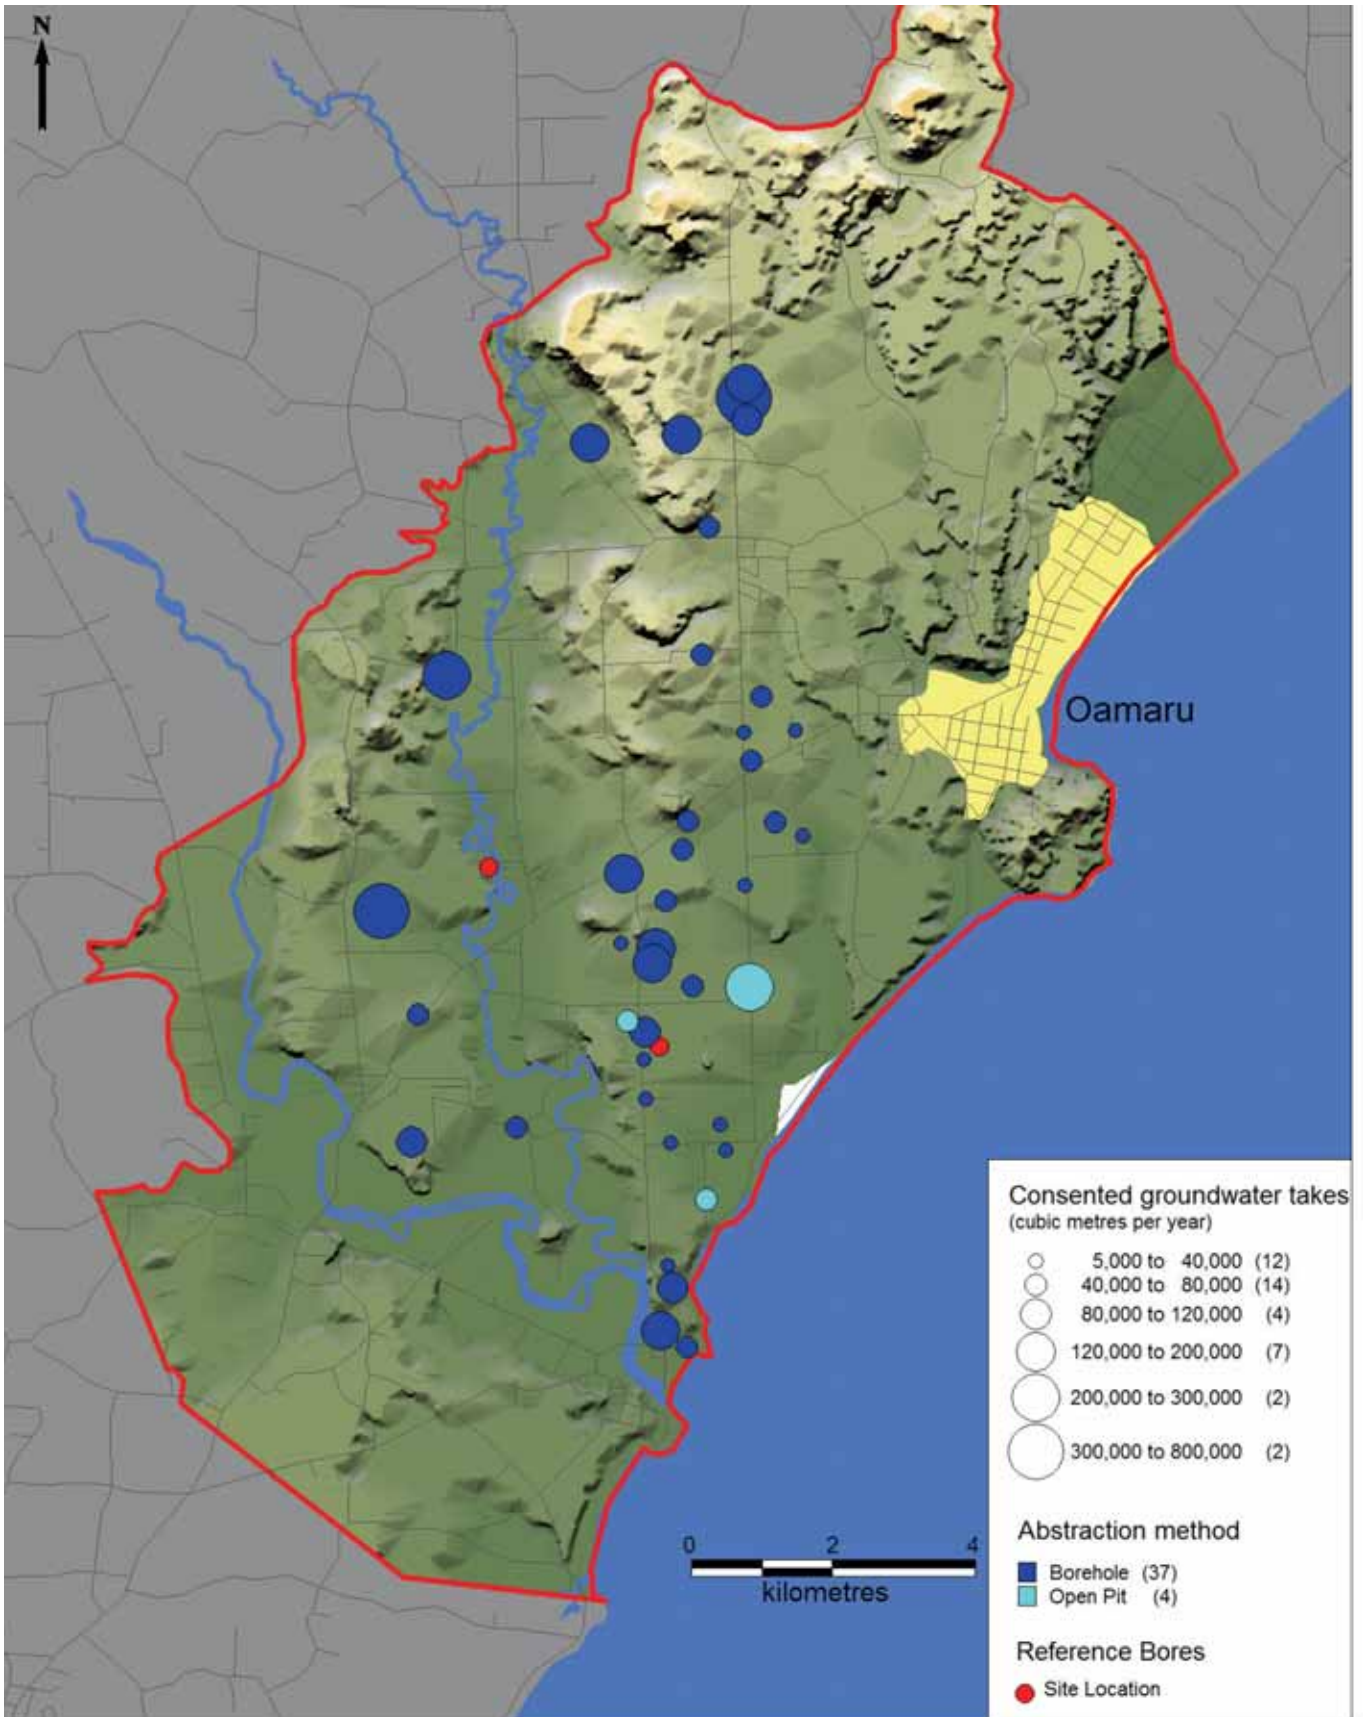 N
Oamaru
Consented groundwater takes
(cubic metres per year)
5,000 to 40,000 (12)
40,000 to 80,000 (14)
80,000 to 120,000 (4)
120,000 to 200,000 (7)
200,000 to 300,000 (2)
300,000 to 800,000 (2)
Abstraction method
Borehole (37)
Open Pit (4)
Reference Bores
Site Location
0 2 4
kilometres